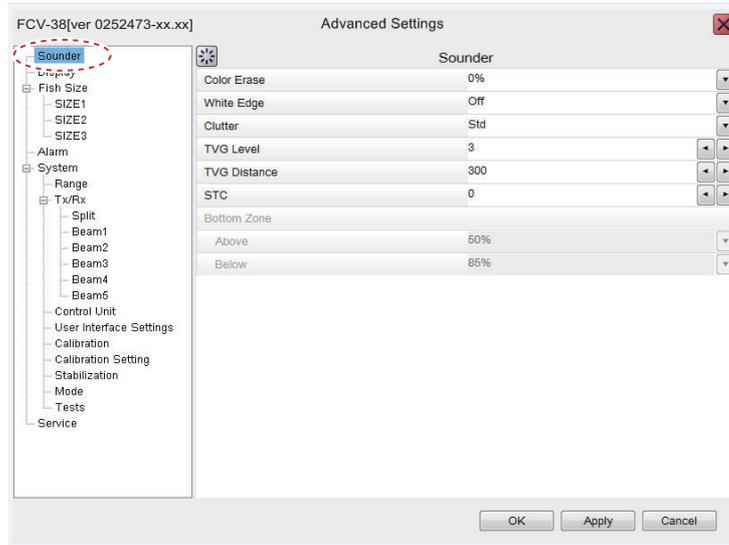 FCV-38[ver 0252473-xx.xx]
Advanced Settings
Sounder
Display
Fish Size
SIZE1
SIZE2
SIZE3
Alarm
System
Range
Tx/Rx
Split
Beam1
Beam2
Beam3
Beam4
Beam5
Control Unit
User Interface Settings
Calibration
Calibration Setting
Stabilization
Mode
Tests
Service
Sounder
Color Erase 0%
White Edge Off
Clutter Std
TVG Level 3
TVG Distance 300
STC 0
Bottom Zone
Above 50%
Below 85%
OK Apply Cancel